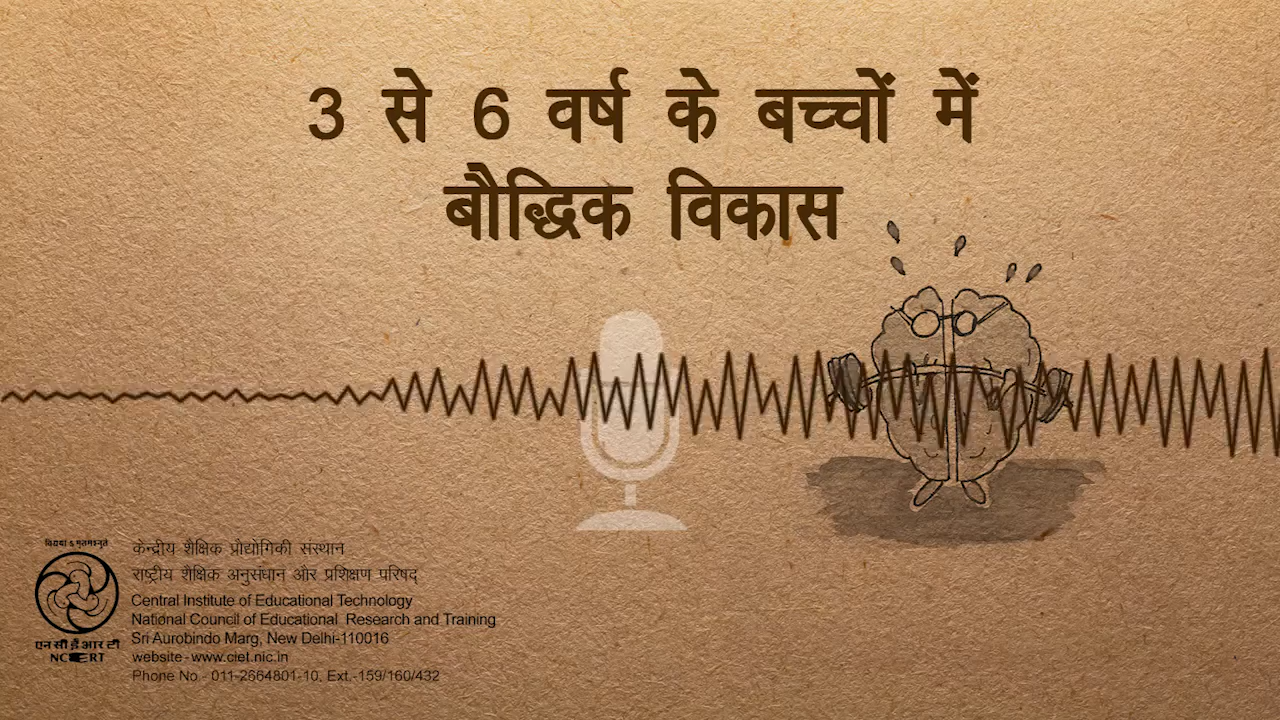 3 से 6 वर्ष के बच्चों में
बौद्धिक विकास
विद्यया ऽ मृतमश्नुते
एन सी ई आर टी
NCERT
केन्द्रीय शैक्षिक प्रौद्योगिकी संस्थान
राष्ट्रीय शैक्षिक अनुसंधान और प्रशिक्षण परिषद्
Central Institute of Educational Technology
National Council of Educational Research and Training
Sri Aurobindo Marg, New Delhi-110016
website - www.ciet.nic.in
Phone No.- 011-2664801-10, Ext.-159/160/432